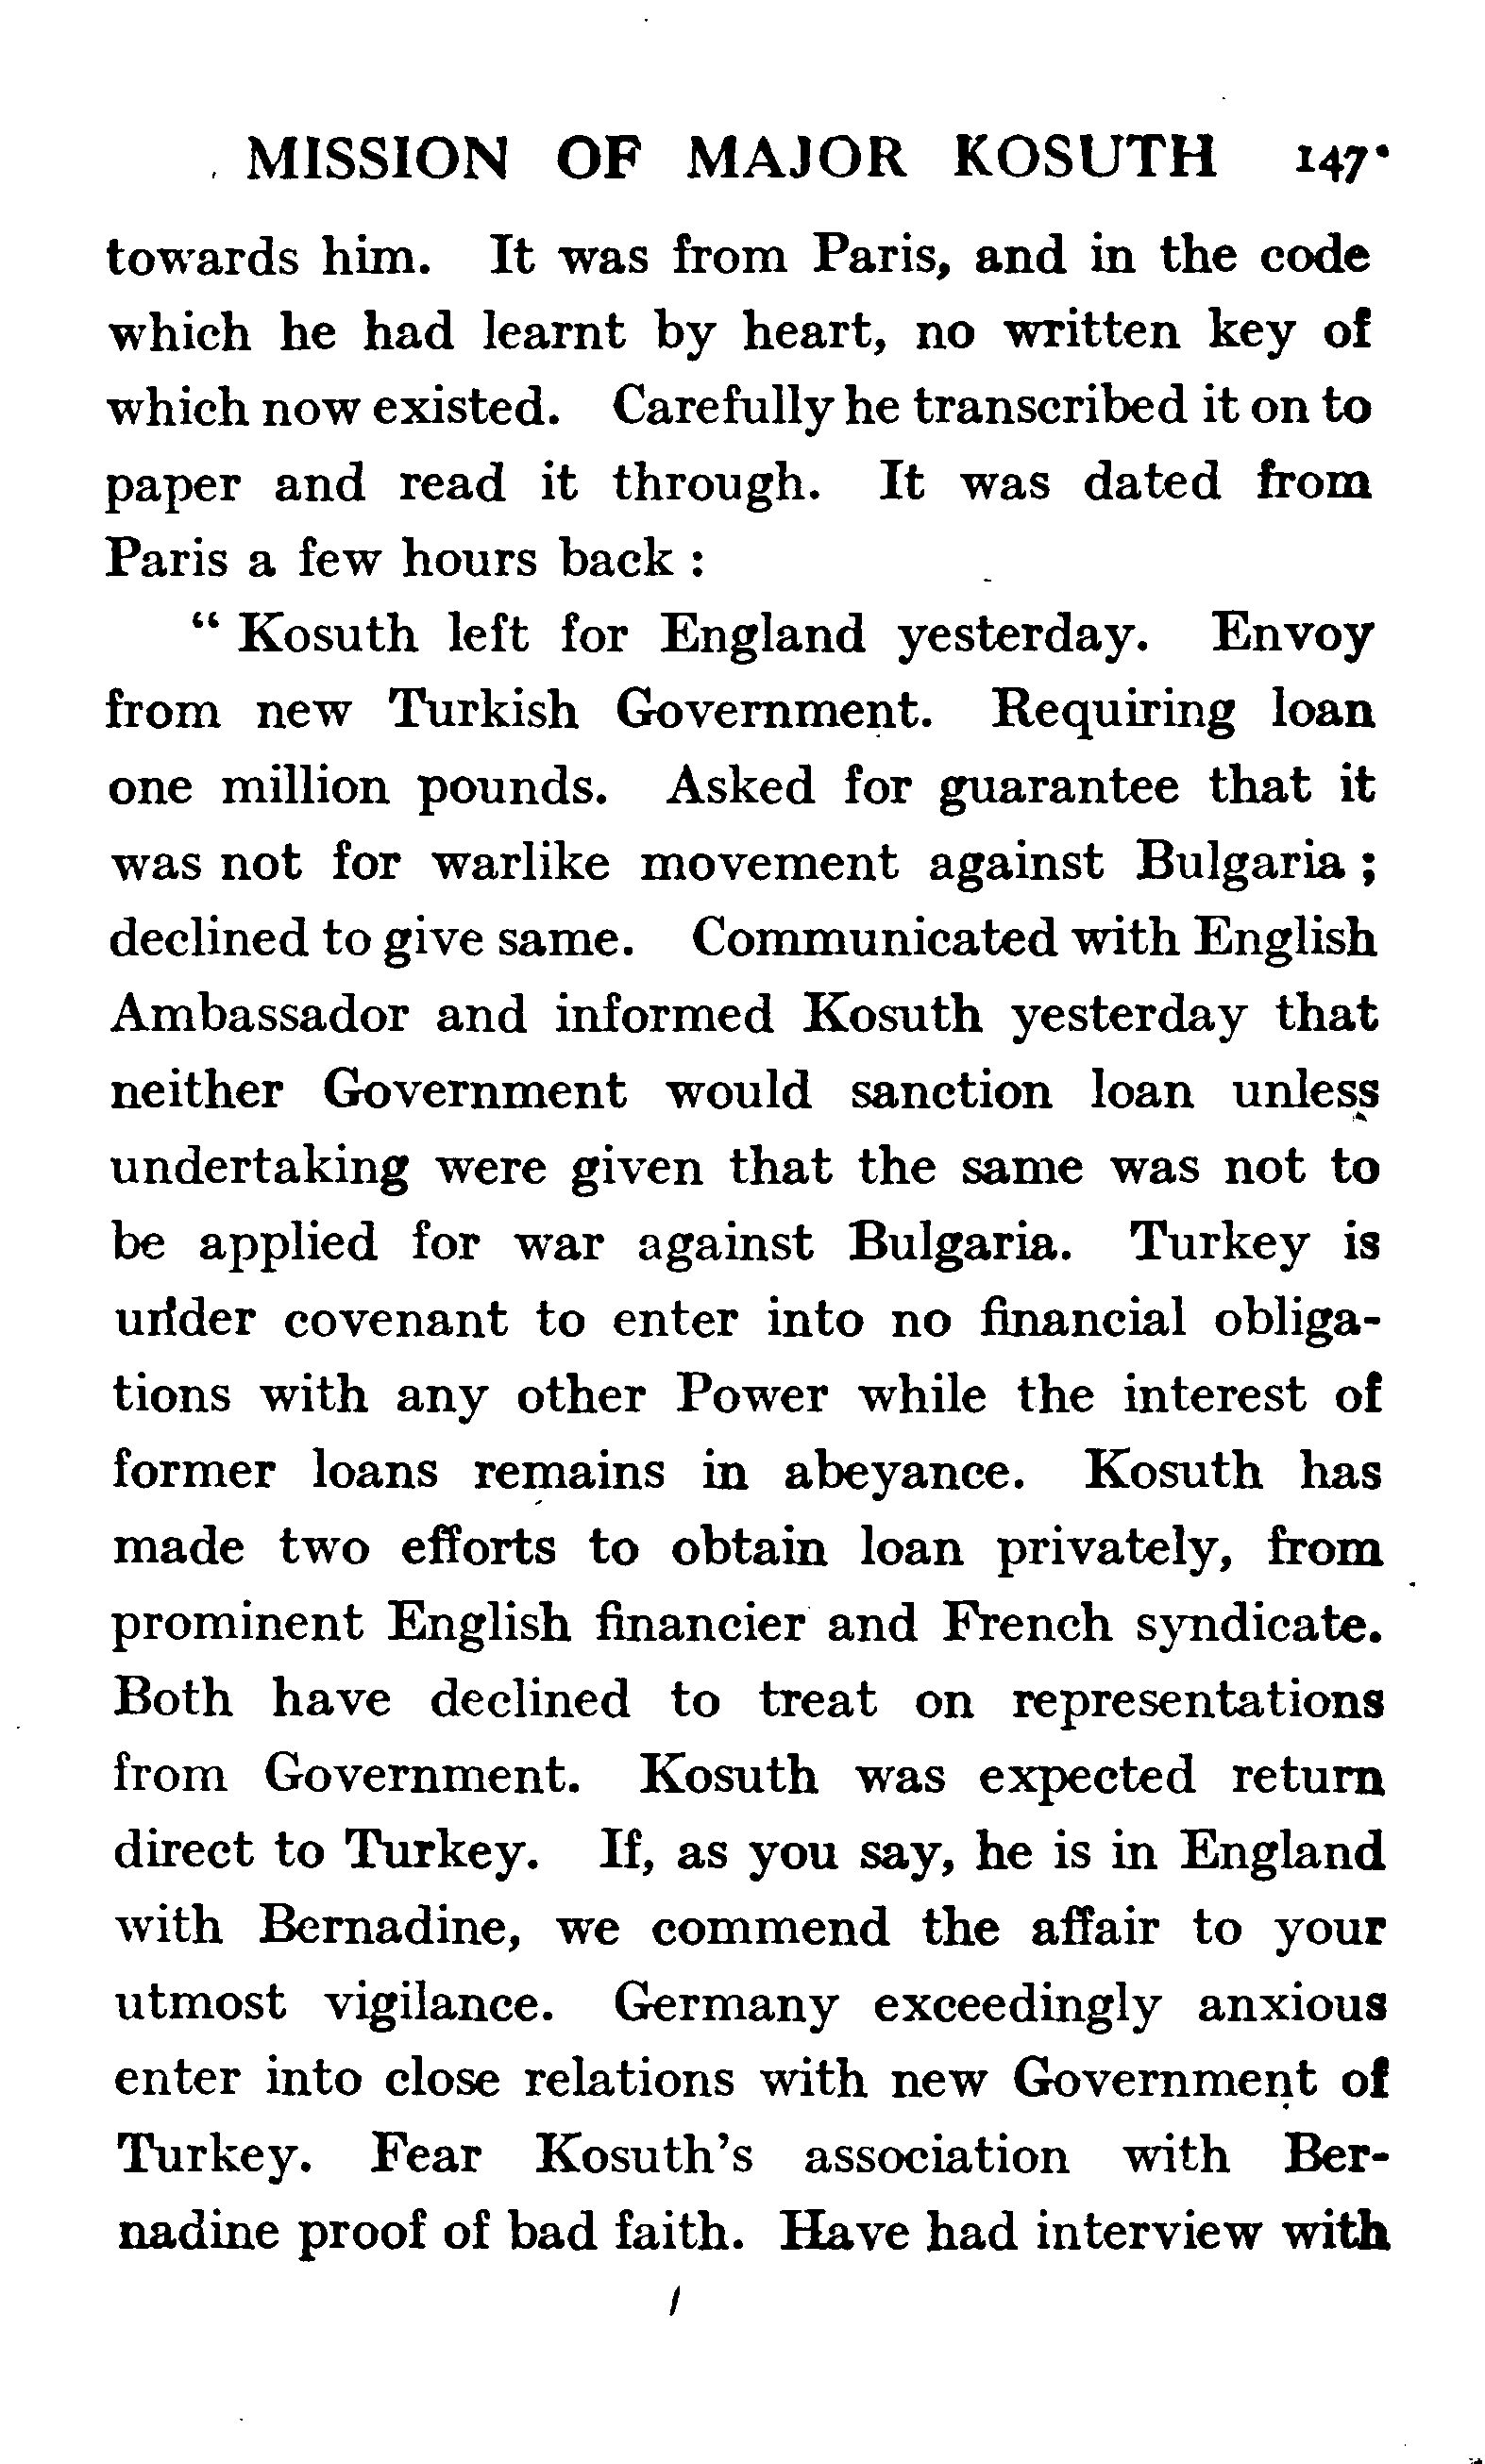 MISSION OF MAJOR KOSUTH 147
towards him. It was from Paris, and in the code
which he had learnt by heart, no written key of
which now existed. Carefully he transcribed it on to
paper and read it through. It was dated from
Paris a few hours back :
“ Kosuth left for England yesterday. Envoy
from new Turkish Government. Requiring loan
one million pounds. Asked for guarantee that it
was not for warlike movement against Bulgaria ;
declined to give same. Communicated with English
Ambassador and informed Kosuth yesterday that
neither Government would sanction loan unless
undertaking were given that the same was not to
be applied for war against Bulgaria. Turkey is
under covenant to enter into no financial obliga-
tions with any other Power while the interest of
former loans remains in abeyance. Kosuth has
made two efforts to obtain loan privately, from
prominent English financier and French syndicate.
Both have declined to treat on representations
from Government. Kosuth was expected return
direct to Turkey. If, as you say, he is in England
with Bernadine, we commend the affair to your
utmost vigilance. Germany exceedingly anxious
enter into close relations with new Government of
Turkey. Fear Kosuth's association with Ber-
nadine proof of bad faith. Have had interview with